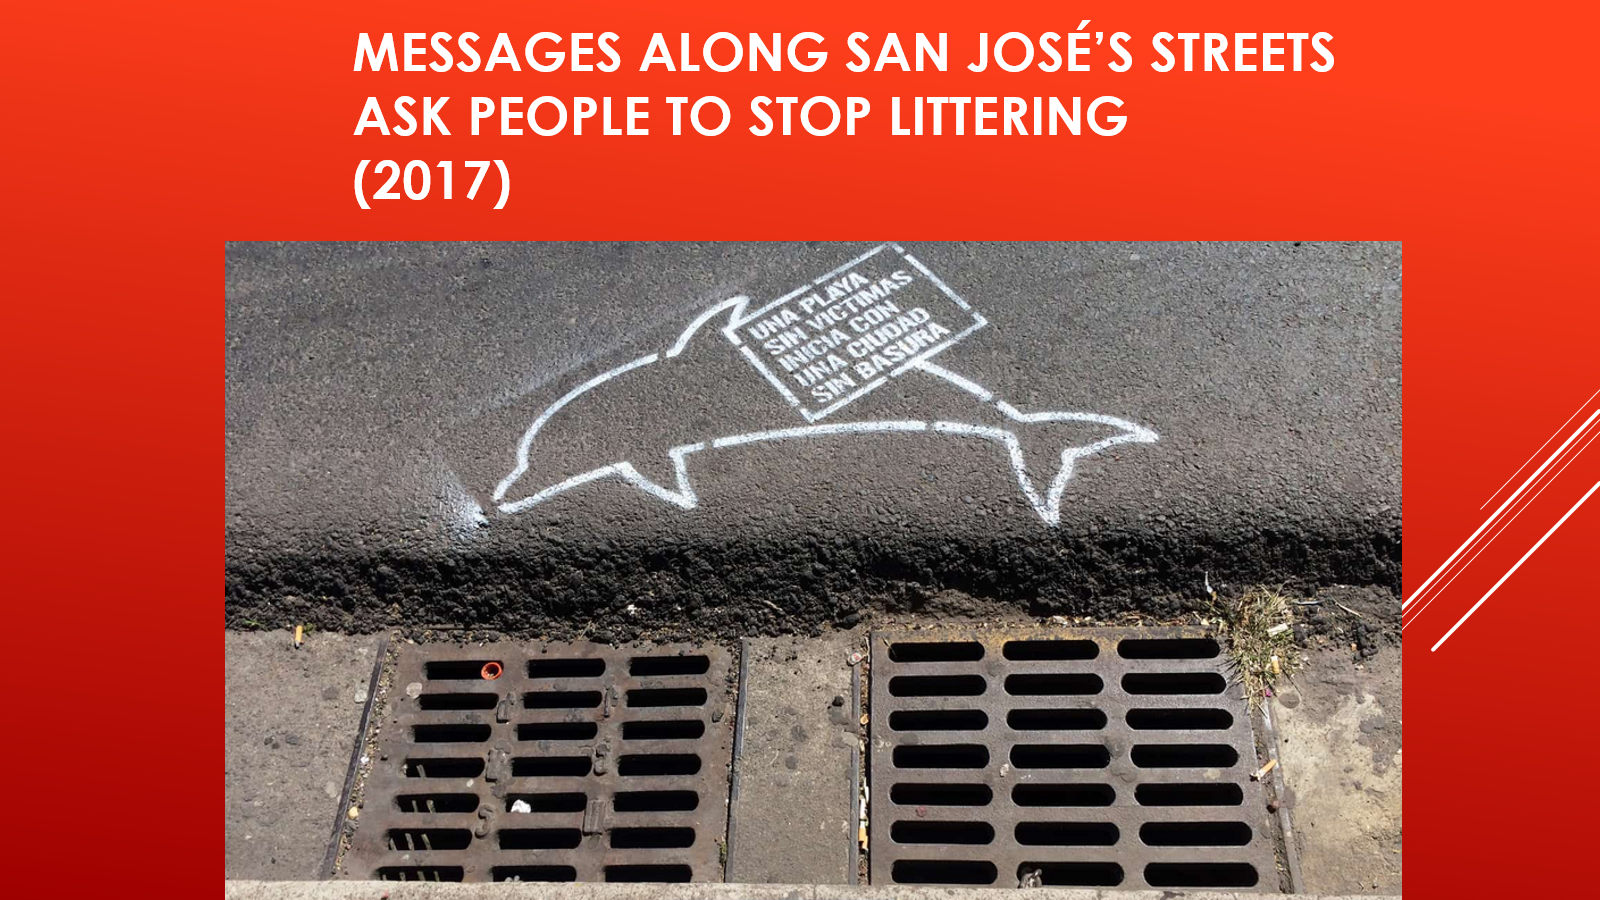 MESSAGES ALONG SAN JOSÉ’S STREETS
ASK PEOPLE TO STOP LITTERING
(2017)
UNA PLAYA
SIN VICTIMAS
INICIA CON
UNA CIUDAD
SIN BASURA